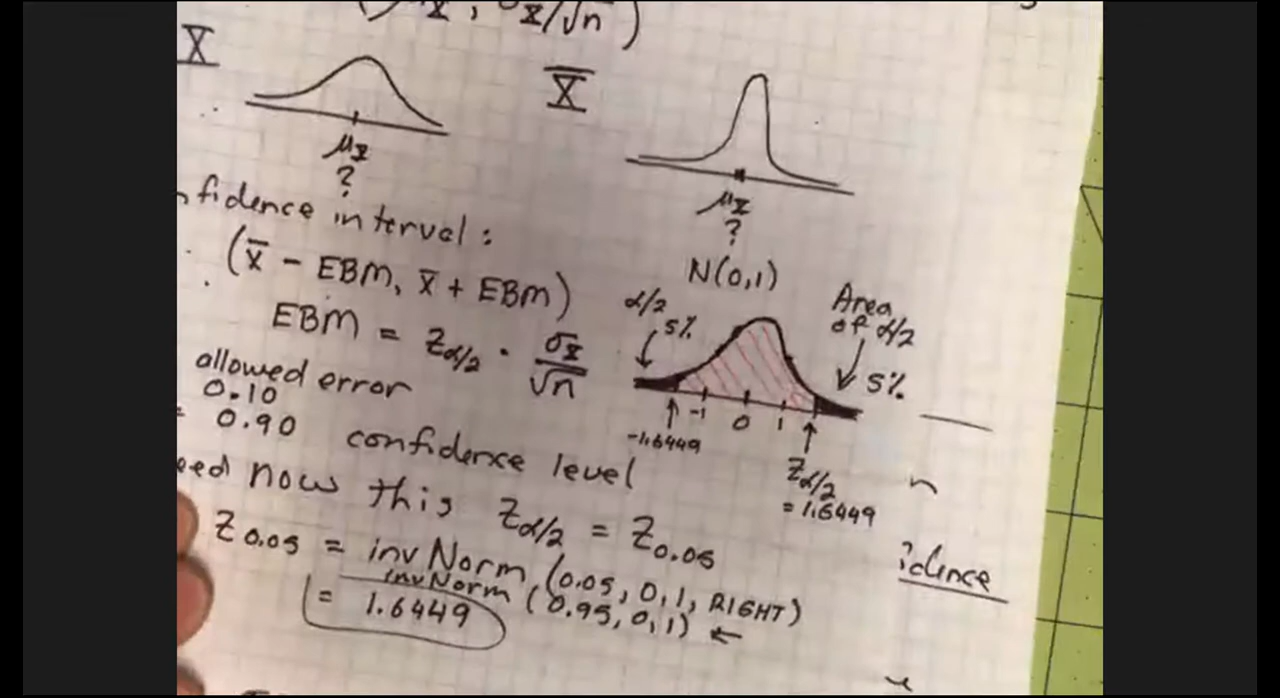 μx̄, σx/√n)
X
X̄
μx
?
μx
?
nfidence interval:
(x̄ - EBM, x̄ + EBM)
N(0,1)
EBM = Zα/2 · σx/√n
α/2
5%
Area
of α/2
5%
-1 0 1
-1.6449
Zα/2
= 1.6449
allowed error
0.10
= 0.90 confidence level
eed now this Zα/2 = Z0.05
Z0.05 = invNorm (0.05, 0,1, RIGHT)
invNorm (0.95, 0,1) ←
= 1.6449
n
idence